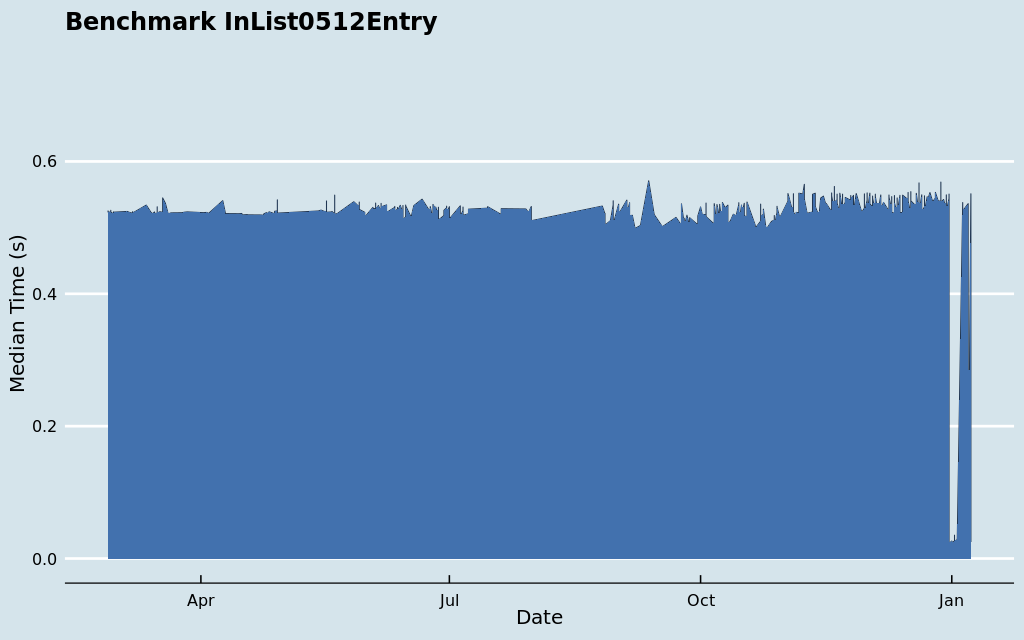 Benchmark InList0512Entry
Median Time (s)
0.6
0.4
0.2
0.0
Apr
Jul
Oct
Jan
Date